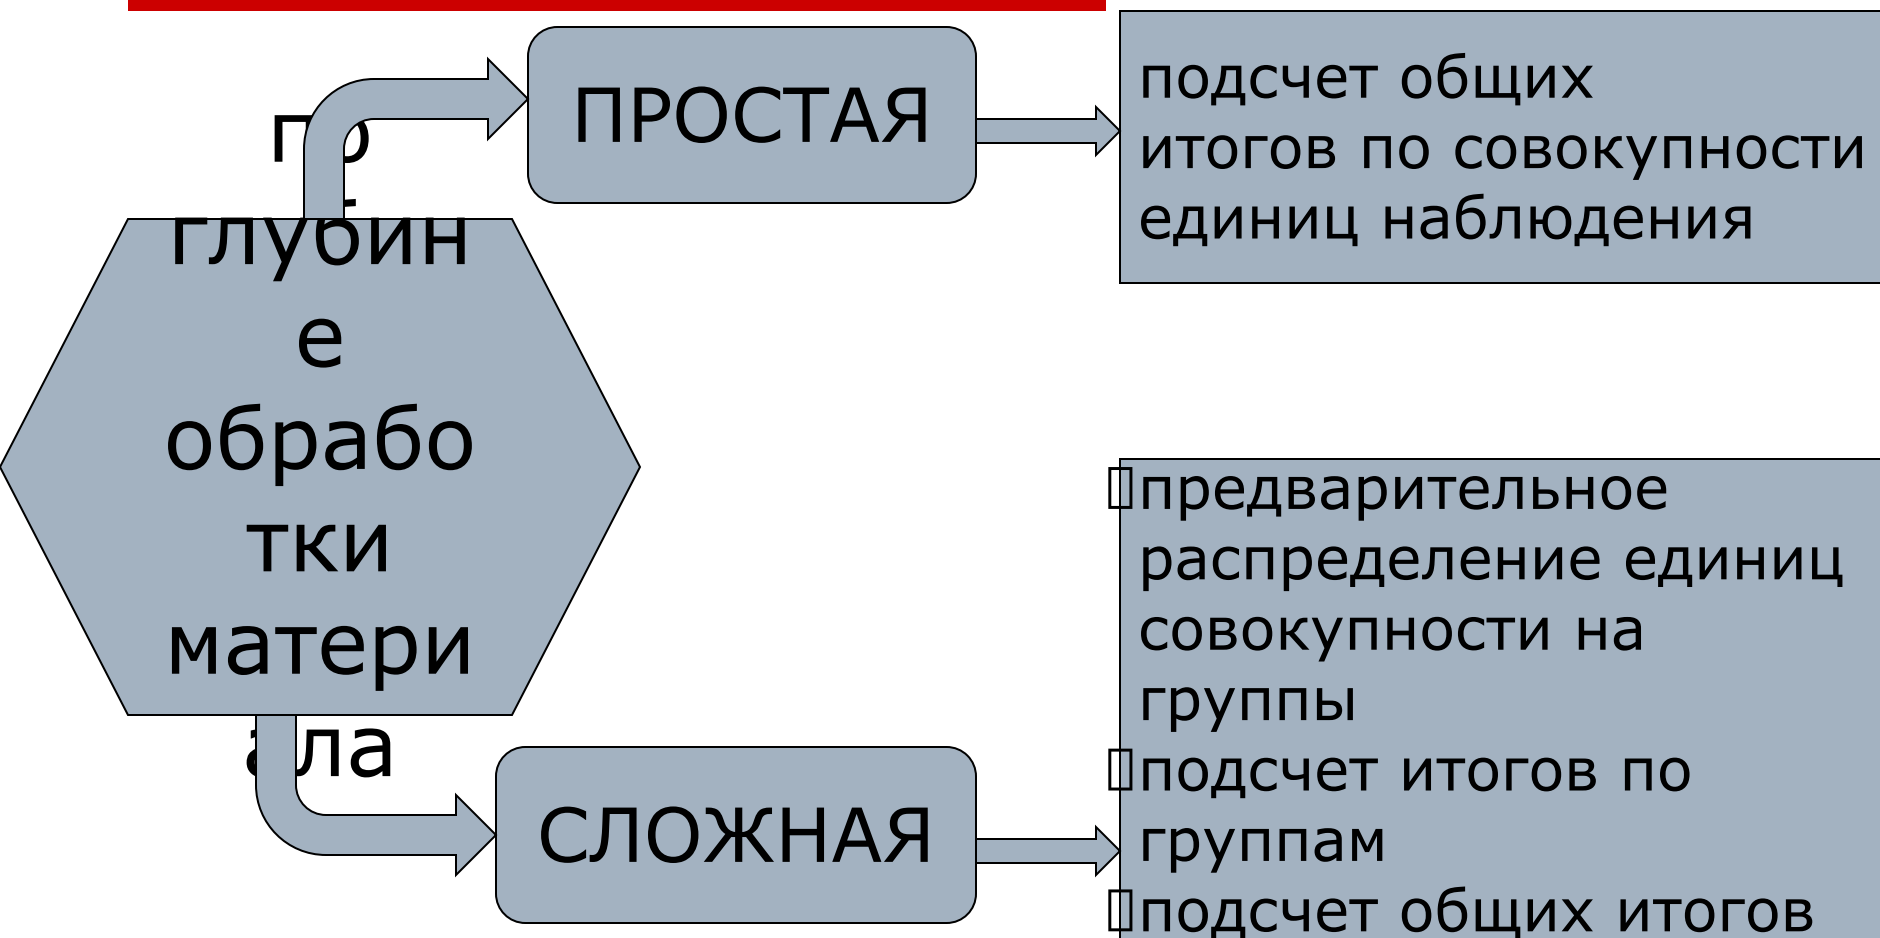 по
глубин
е
обрабо
тки
матери
ала
ПРОСТАЯ
подсчет общих
итогов по совокупности
единиц наблюдения
СЛОЖНАЯ
предварительное
распределение единиц
совокупности на
группы
подсчет итогов по
группам
подсчет общих итогов